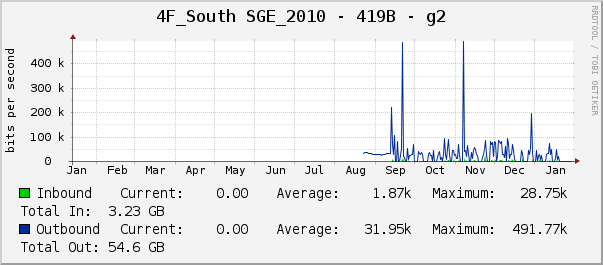 4F_South SGE_2010 - 419B - g2
RRDTOOL / TOBI OETIKER
bits per second
400 k
300 k
200 k
100 k
0
Jan Feb Mar Apr May Jun Jul Aug Sep Oct Nov Dec Jan
Inbound Current: 0.00 Average: 1.87k Maximum: 28.75k
Total In: 3.23 GB
Outbound Current: 0.00 Average: 31.95k Maximum: 491.77k
Total Out: 54.6 GB